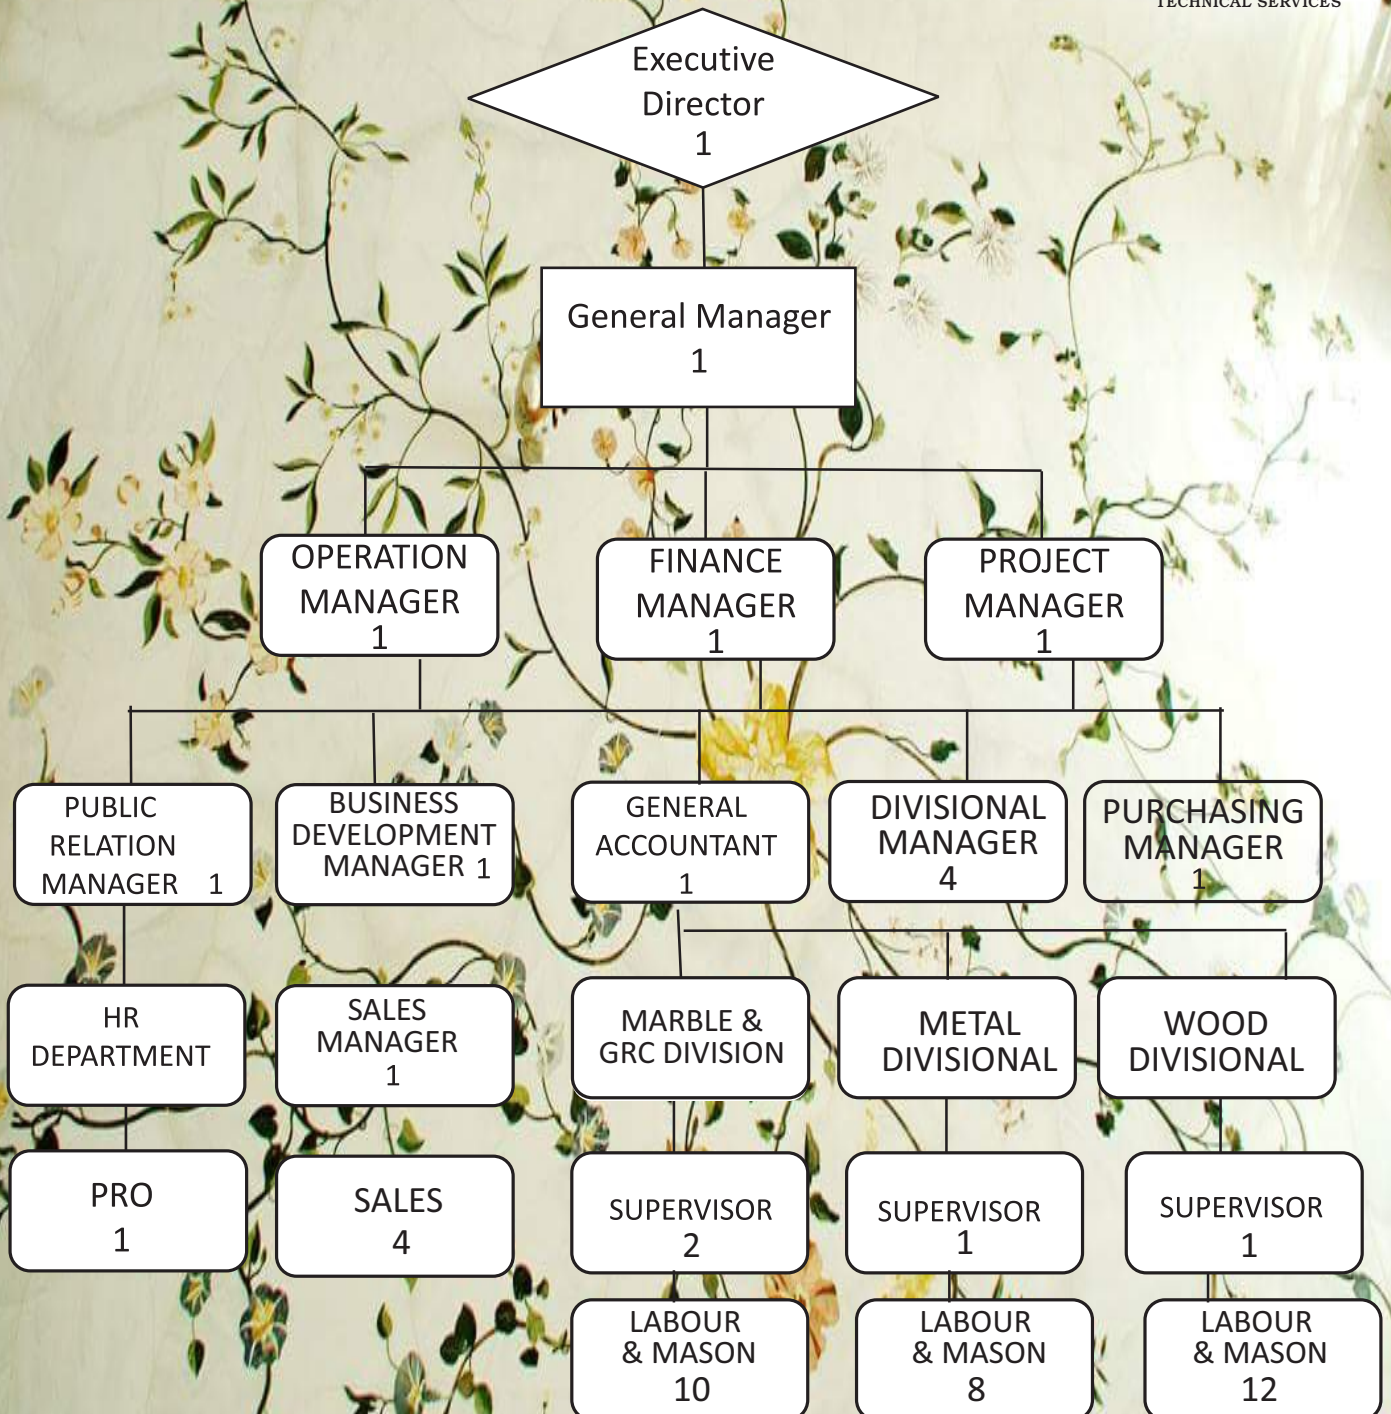 TECHNICAL SERVICES
Executive
Director
1
General Manager
1
OPERATION
MANAGER
1
FINANCE
MANAGER
1
PROJECT
MANAGER
1
PUBLIC
RELATION
MANAGER 1
BUSINESS
DEVELOPMENT
MANAGER 1
GENERAL
ACCOUNTANT
1
DIVISIONAL
MANAGER
4
PURCHASING
MANAGER
1
HR
DEPARTMENT
SALES
MANAGER
1
MARBLE &
GRC DIVISION
METAL
DIVISIONAL
WOOD
DIVISIONAL
PRO
1
SALES
4
SUPERVISOR
2
SUPERVISOR
1
SUPERVISOR
1
LABOUR
& MASON
10
LABOUR
& MASON
8
LABOUR
& MASON
12